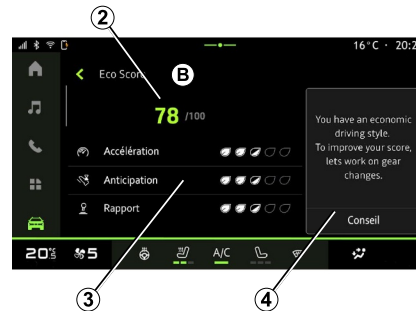 2
16°C · 20:2
Eco Score
B
78 /100
Accélération
Anticipation
Rapport
You have an economic
driving style.
To improve your score,
lets work on gear
changes.
Conseil
20
5
A/C
3
4